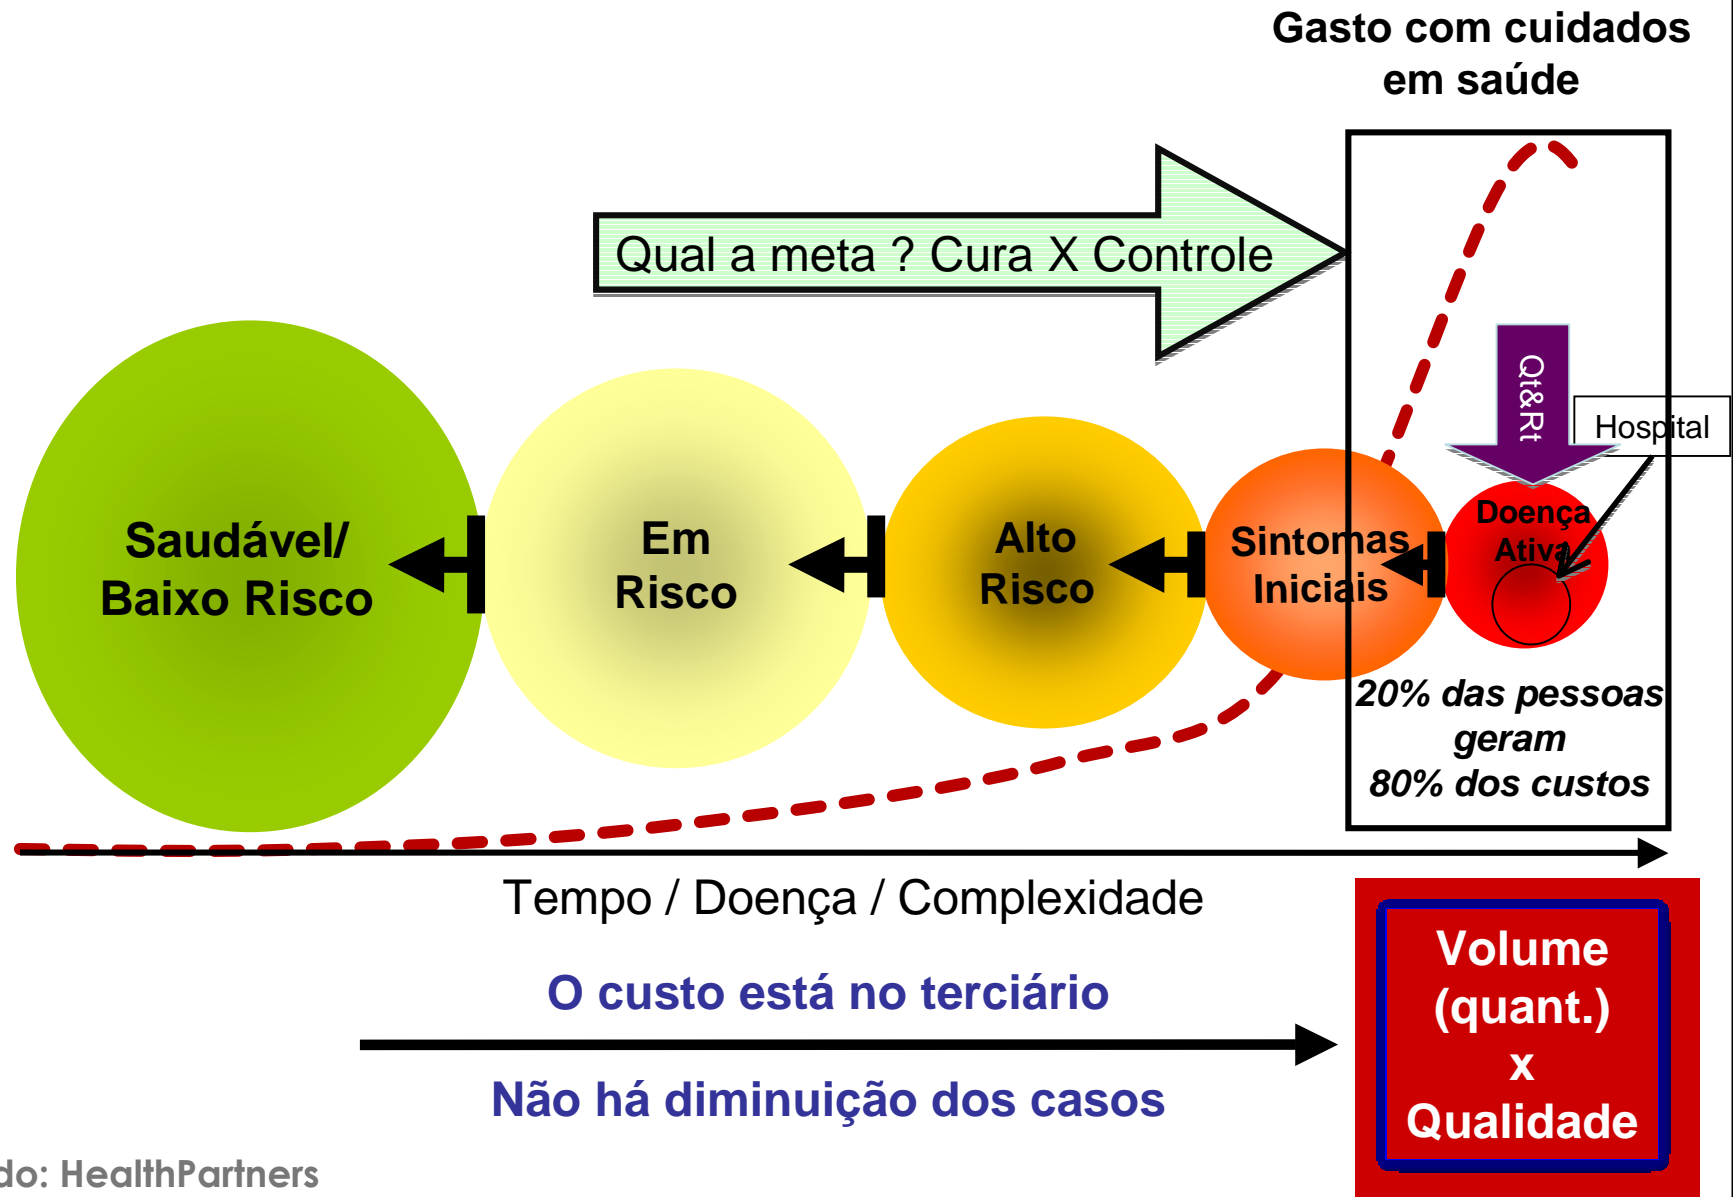 Gasto com cuidados
em saúde
Qual a meta ? Cura X Controle
Qt&Rt
Hospital
Saudável/
Baixo Risco
Em
Risco
Alto
Risco
Sintomas
Iniciais
Doença
Ativa
20% das pessoas
geram
80% dos custos
Tempo / Doença / Complexidade
O custo está no terciário
Não há diminuição dos casos
Volume
(quant.)
x
Qualidade
do: HealthPartners